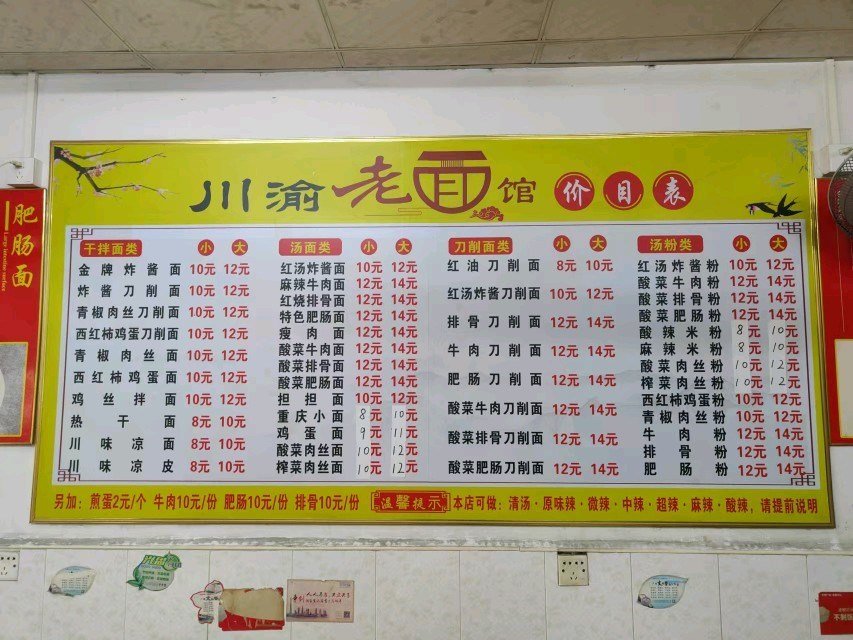 川渝老面馆 价目表
干拌面类 小 大
金牌炸酱面 10元 12元
炸酱刀削面 10元 12元
青椒肉丝刀削面 10元 12元
西红柿鸡蛋刀削面 10元 12元
青椒肉丝面 10元 12元
西红柿鸡蛋面 10元 12元
鸡丝拌面 10元 12元
热干面 8元 10元
川味凉面 8元 10元
川味凉皮 8元 10元
汤面类 小 大
红汤炸酱面 10元 12元
麻辣牛肉面 12元 14元
红烧排骨面 12元 14元
特色肥肠面 12元 14元
瘦肉面 12元 14元
酸菜牛肉面 12元 14元
酸菜排骨面 12元 14元
酸菜肥肠面 12元 14元
担担面 10元 12元
重庆小面 8元 10元
鸡蛋面 9元 11元
酸菜肉丝面 10元 12元
榨菜肉丝面 10元 12元
刀削面类 小 大
红油刀削面 8元 10元
红汤炸酱刀削面 10元 12元
排骨刀削面 12元 14元
牛肉刀削面 12元 14元
肥肠刀削面 12元 14元
酸菜牛肉刀削面 12元 14元
酸菜排骨刀削面 12元 14元
酸菜肥肠刀削面 12元 14元
汤粉类 小 大
红汤炸酱粉 10元 12元
酸菜牛肉粉 12元 14元
酸菜排骨粉 12元 14元
酸菜肥肠粉 12元 14元
酸辣米粉 8元 10元
麻辣米粉 8元 10元
酸菜肉丝粉 10元 12元
榨菜肉丝粉 10元 12元
西红柿鸡蛋粉 10元 12元
青椒肉丝粉 10元 12元
牛肉粉 12元 14元
排骨粉 12元 14元
肥肠粉 12元 14元
另加：煎蛋2元/个 牛肉10元/份 肥肠10元/份 排骨10元/份 温馨提示 本店可做：清汤·原味辣·微辣·中辣·超辣·麻辣·酸辣，请提前说明
肥肠面